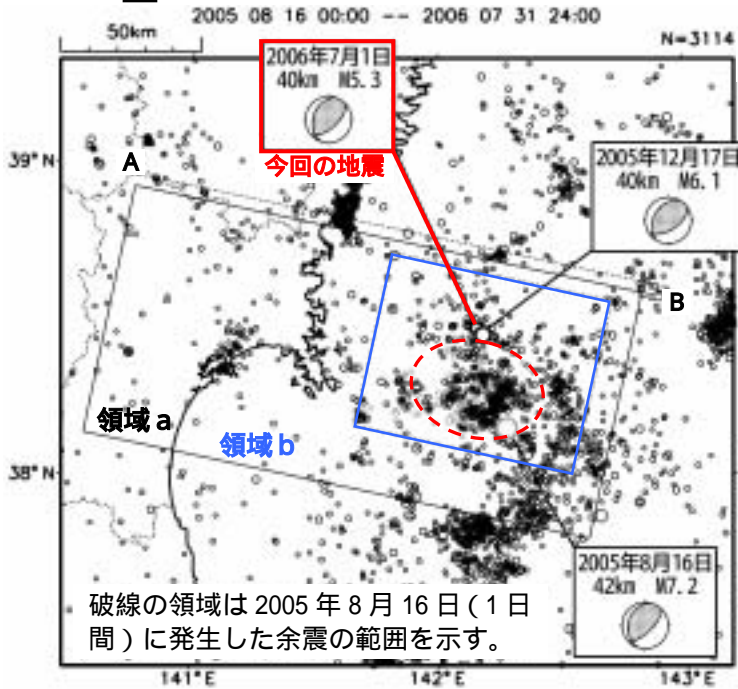 2005 08 16 00:00 -- 2006 07 31 24:00
50km
N=3114
2006年7月1日
40km M5.3
今回の地震
2005年12月17日
40km M6.1
39°N
A
B
領域a
領域b
38°N
2005年8月16日
42km M7.2
破線の領域は 2005 年 8 月 16 日(1 日
間)に発生した余震の範囲を示す。
141°E
142°E
143°E